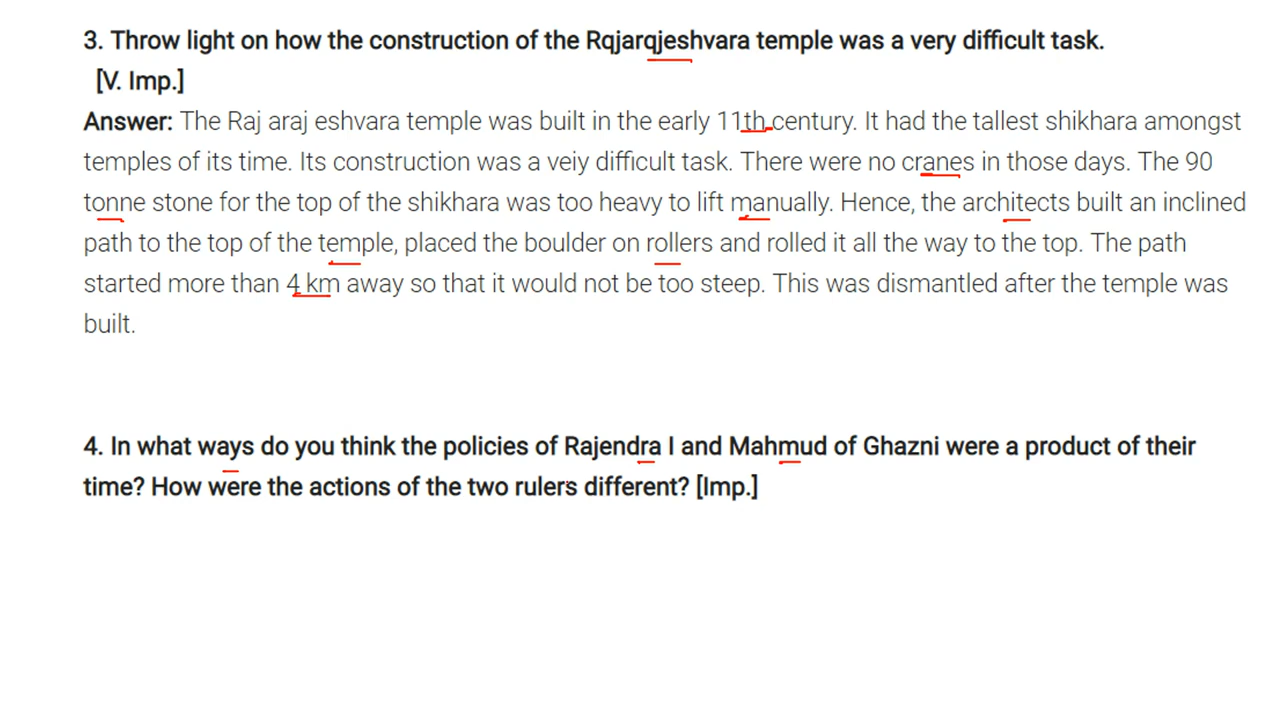 3. Throw light on how the construction of the Rqjarqjeshvara temple was a very difficult task.
[V. Imp.]
Answer: The Raj araj eshvara temple was built in the early 11th century. It had the tallest shikhara amongst
temples of its time. Its construction was a veiy difficult task. There were no cranes in those days. The 90
tonne stone for the top of the shikhara was too heavy to lift manually. Hence, the architects built an inclined
path to the top of the temple, placed the boulder on rollers and rolled it all the way to the top. The path
started more than 4 km away so that it would not be too steep. This was dismantled after the temple was
built.
4. In what ways do you think the policies of Rajendra I and Mahmud of Ghazni were a product of their
time? How were the actions of the two rulers different? [Imp.]